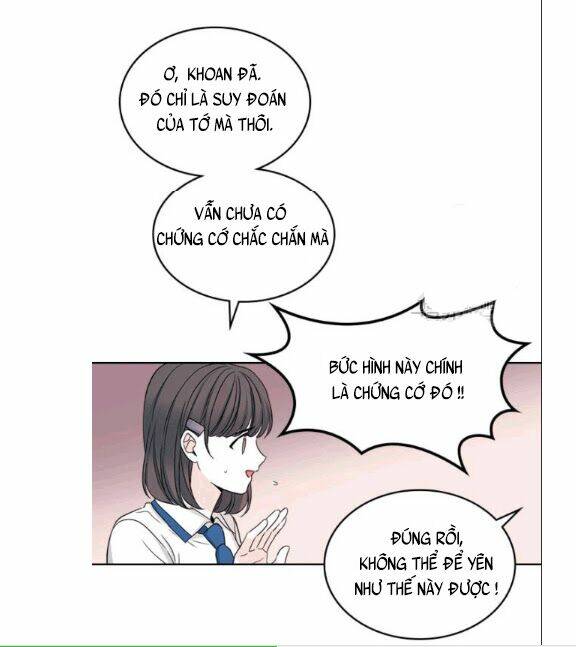 Ơ, KHOAN ĐÃ.
ĐÓ CHỈ LÀ SUY ĐOÁN
CỦA TỚ MÀ THÔI.
VẪN CHƯA CÓ
CHỨNG CỚ CHẮC CHẮN MÀ
BỨC HÌNH NÀY CHÍNH
LÀ CHỨNG CỚ ĐÓ !!
ĐÚNG RỒI,
KHÔNG THỂ ĐỂ YÊN
NHƯ THẾ NÀY ĐƯỢC !